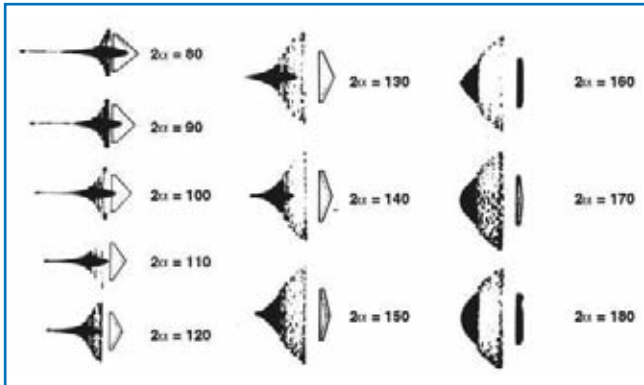 2α = 80
2α = 90
2α = 100
2α = 110
2α = 120
2α = 130
2α = 140
2α = 150
2α = 160
2α = 170
2α = 180